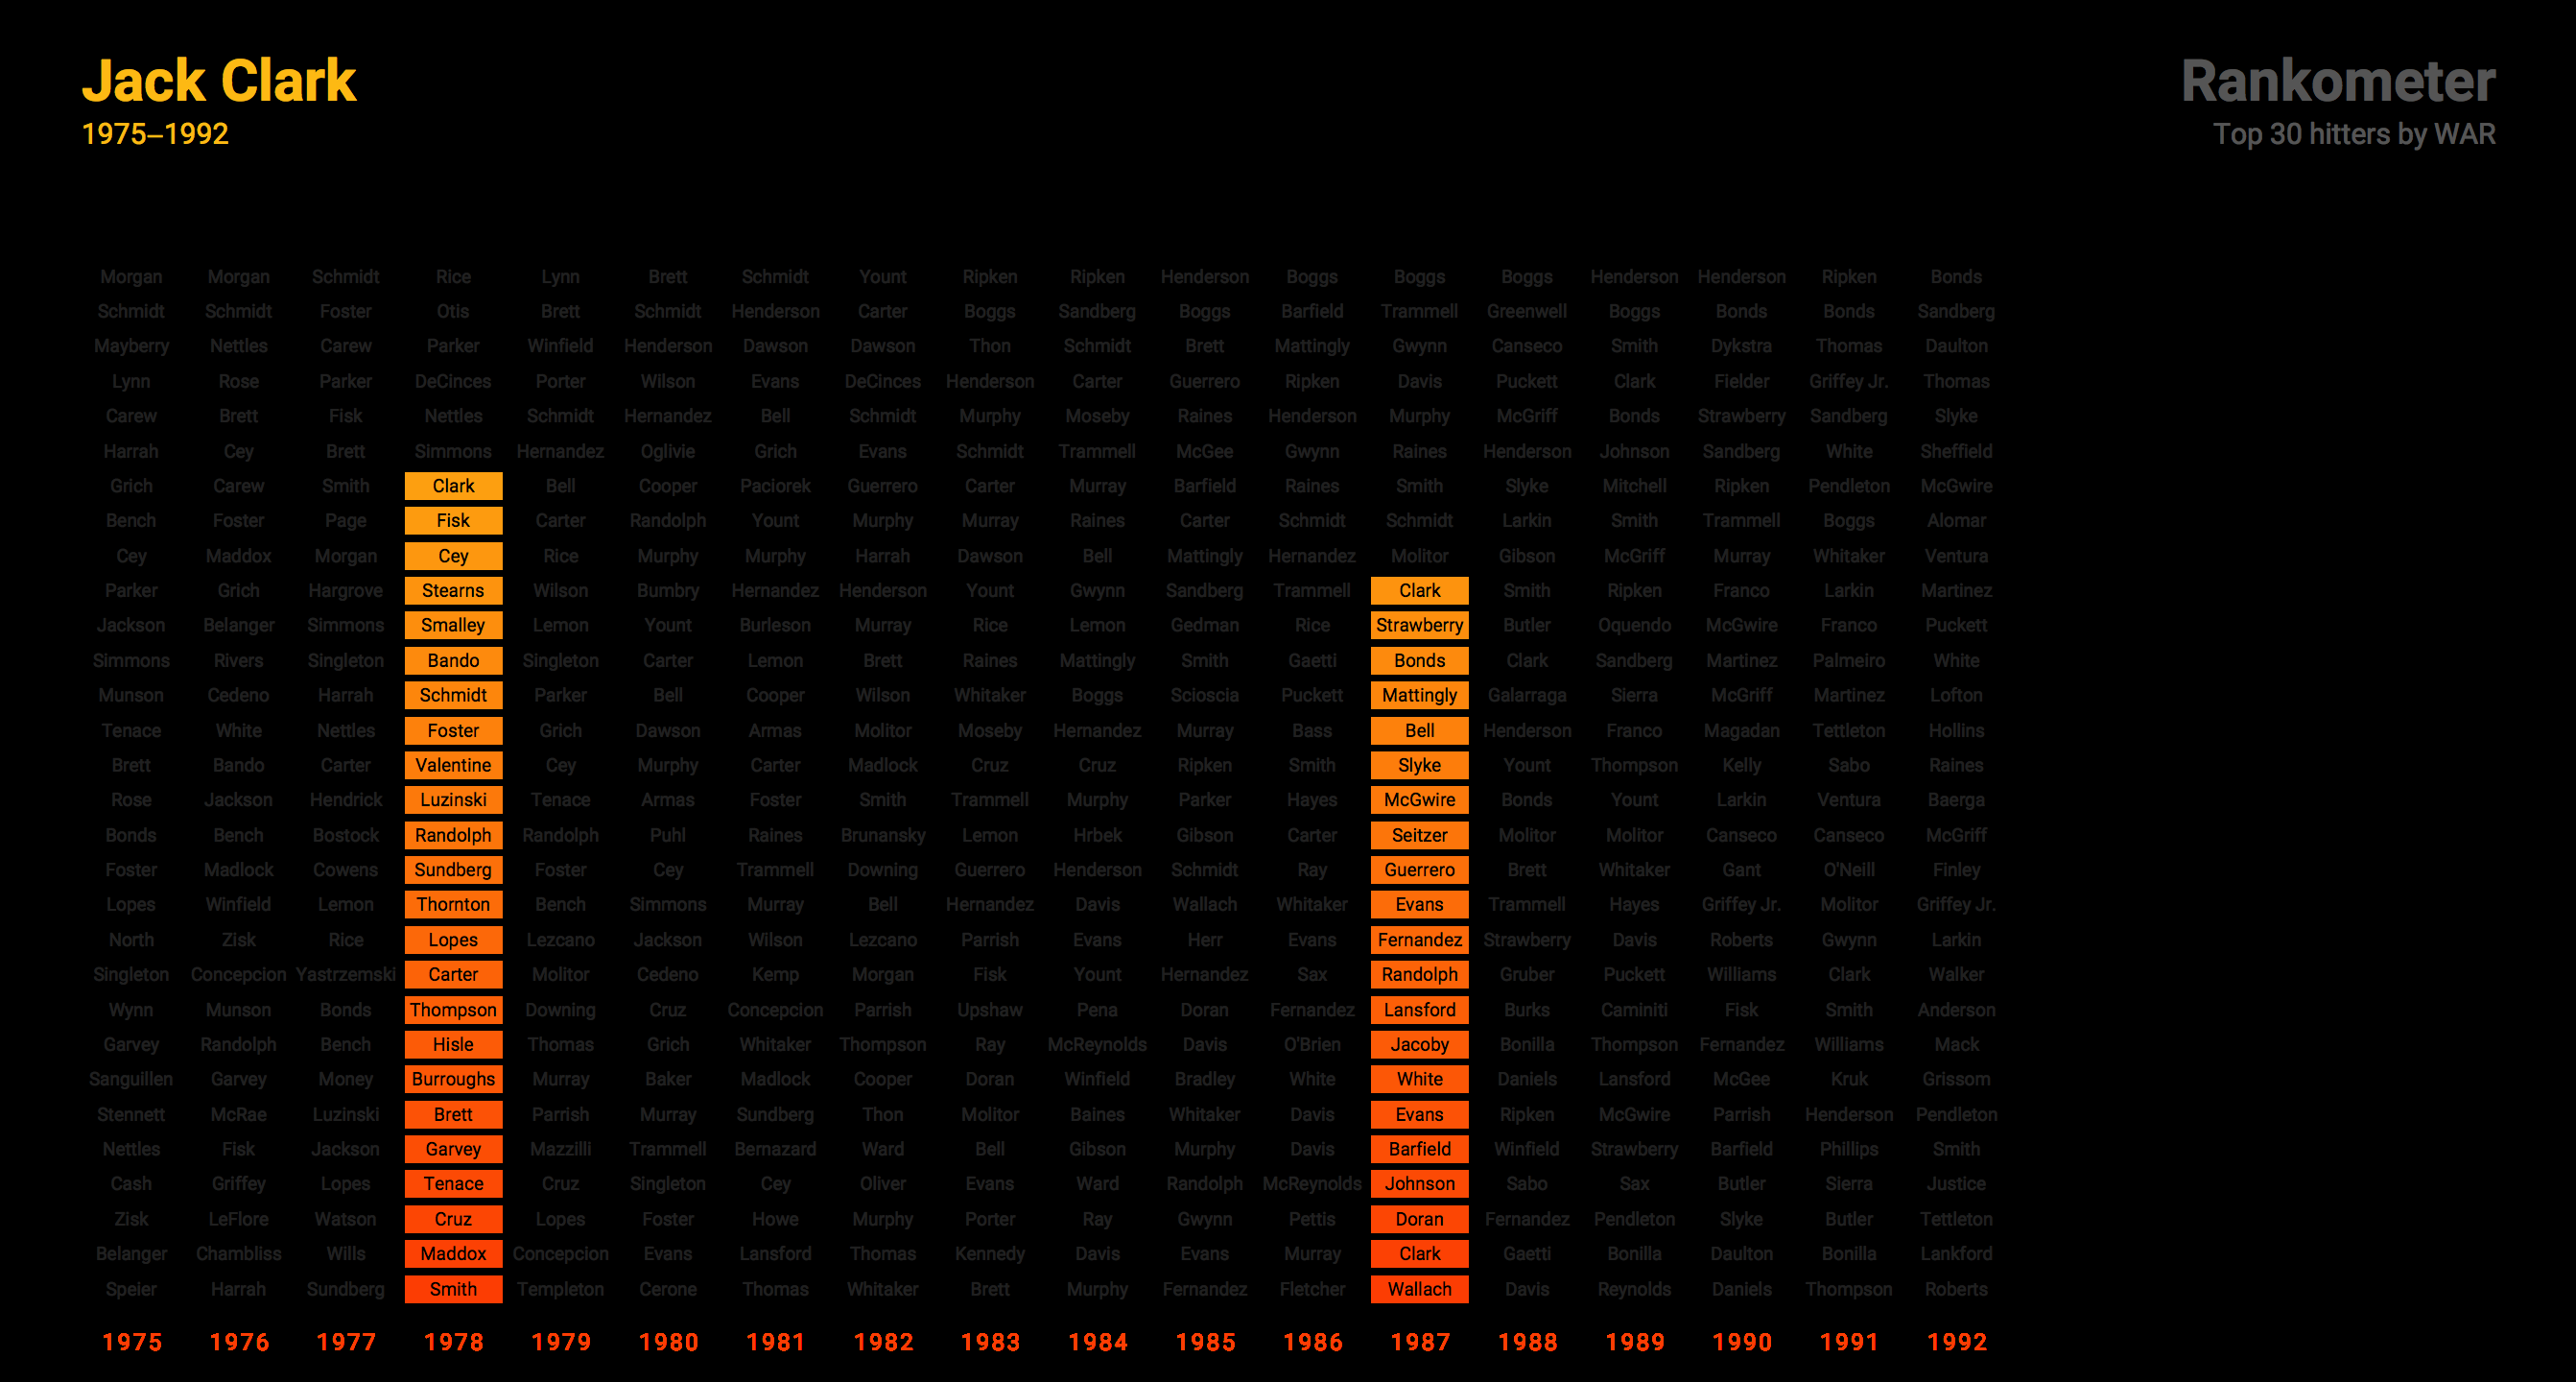 Jack Clark
1975–1992
Rankometer
Top 30 hitters by WAR
Morgan Morgan Schmidt Rice Lynn Brett Schmidt Yount Ripken Ripken Henderson Boggs Boggs Boggs Henderson Henderson Ripken Bonds
Schmidt Schmidt Foster Otis Brett Schmidt Henderson Carter Boggs Sandberg Boggs Barfield Trammell Greenwell Boggs Bonds Bonds Sandberg
Mayberry Nettles Carew Parker Winfield Henderson Dawson Dawson Thon Schmidt Brett Mattingly Gwynn Canseco Smith Dykstra Thomas Daulton
Lynn Rose Parker DeCinces Porter Wilson Evans DeCinces Henderson Carter Guerrero Ripken Davis Puckett Clark Fielder Griffey Jr. Thomas
Carew Brett Fisk Nettles Schmidt Hernandez Bell Schmidt Murphy Moseby Raines Henderson Murphy McGriff Bonds Strawberry Sandberg Slyke
Harrah Cey Brett Simmons Hernandez Oglivie Grich Evans Schmidt Trammell McGee Gwynn Raines Henderson Johnson Sandberg White Sheffield
Grich Carew Smith Clark Bell Cooper Paciorek Guerrero Carter Murray Barfield Raines Smith Slyke Mitchell Ripken Pendleton McGwire
Bench Foster Page Fisk Carter Randolph Yount Murphy Murray Raines Carter Schmidt Schmidt Larkin Smith Trammell Boggs Alomar
Cey Maddox Morgan Cey Rice Murphy Murphy Harrah Dawson Bell Mattingly Hernandez Molitor Gibson McGriff Murray Whitaker Ventura
Parker Grich Hargrove Stearns Wilson Bumbry Hernandez Henderson Yount Gwynn Sandberg Trammell Clark Smith Ripken Franco Larkin Martinez
Jackson Belanger Simmons Smalley Lemon Yount Burleson Murray Rice Lemon Gedman Rice Strawberry Butler Oquendo McGwire Franco Puckett
Simmons Rivers Singleton Bando Singleton Carter Lemon Brett Raines Mattingly Smith Gaetti Bonds Clark Sandberg Martinez Palmeiro White
Munson Cedeno Harrah Schmidt Parker Bell Cooper Wilson Whitaker Boggs Scioscia Puckett Mattingly Galarraga Sierra McGriff Martinez Lofton
Tenace White Nettles Foster Grich Dawson Armas Molitor Moseby Hernandez Murray Bass Bell Henderson Franco Magadan Tettleton Hollins
Brett Bando Carter Valentine Cey Murphy Carter Madlock Cruz Cruz Ripken Smith Slyke Yount Thompson Kelly Sabo Raines
Rose Jackson Hendrick Luzinski Tenace Armas Foster Smith Trammell Murphy Parker Hayes McGwire Bonds Yount Larkin Ventura Baerga
Bonds Bench Bostock Randolph Randolph Puhl Raines Brunansky Lemon Hrbek Gibson Carter Seitzer Molitor Molitor Canseco Canseco McGriff
Foster Madlock Cowens Sundberg Foster Cey Trammell Downing Guerrero Henderson Schmidt Ray Guerrero Brett Whitaker Gant O'Neill Finley
Lopes Winfield Lemon Thornton Bench Simmons Murray Bell Hernandez Davis Wallach Whitaker Evans Trammell Hayes Griffey Jr. Molitor Griffey Jr.
North Zisk Rice Lopes Lezcano Jackson Wilson Lezcano Parrish Evans Herr Evans Fernandez Strawberry Davis Roberts Gwynn Larkin
Singleton Concepcion Yastrzemski Carter Molitor Cedeno Kemp Morgan Fisk Yount Hernandez Sax Randolph Gruber Puckett Williams Clark Walker
Wynn Munson Bonds Thompson Downing Cruz Concepcion Parrish Upshaw Pena Doran Fernandez Lansford Burks Caminiti Fisk Smith Anderson
Garvey Randolph Bench Hisle Thomas Grich Whitaker Thompson Ray McReynolds Davis O'Brien Jacoby Bonilla Thompson Fernandez Williams Mack
Sanguillen Garvey Money Burroughs Murray Baker Madlock Cooper Doran Winfield Bradley White White Daniels Lansford McGee Kruk Grissom
Stennett McRae Luzinski Brett Parrish Murray Sundberg Thon Molitor Baines Whitaker Davis Evans Ripken McGwire Parrish Henderson Pendleton
Nettles Fisk Jackson Garvey Mazzilli Trammell Bernazard Ward Bell Gibson Murphy Davis Barfield Winfield Strawberry Barfield Phillips Smith
Cash Griffey Lopes Tenace Cruz Singleton Cey Oliver Evans Ward Randolph McReynolds Johnson Sabo Sax Butler Sierra Justice
Zisk LeFlore Watson Cruz Lopes Foster Howe Murphy Porter Ray Gwynn Pettis Doran Fernandez Pendleton Slyke Butler Tettleton
Belanger Chambliss Wills Maddox Concepcion Evans Lansford Thomas Kennedy Davis Evans Murray Clark Gaetti Bonilla Daulton Bonilla Lankford
Speier Harrah Sundberg Smith Templeton Cerone Thomas Whitaker Brett Murphy Fernandez Fletcher Wallach Davis Reynolds Daniels Thompson Roberts
1975 1976 1977 1978 1979 1980 1981 1982 1983 1984 1985 1986 1987 1988 1989 1990 1991 1992